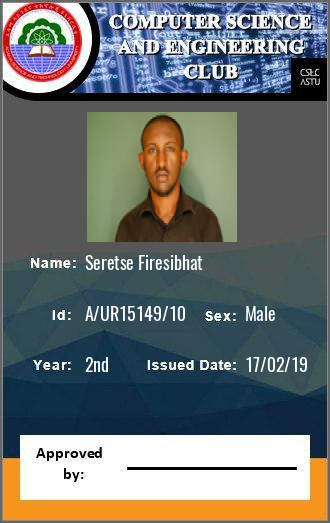 COMPUTER SCIENCE
AND ENGINEERING
CLUB
CSEC
ASTU
Name: Seretse Firesibhat
Id: A/UR15149/10 Sex: Male
Year: 2nd Issued Date: 17/02/19
Approved
by: